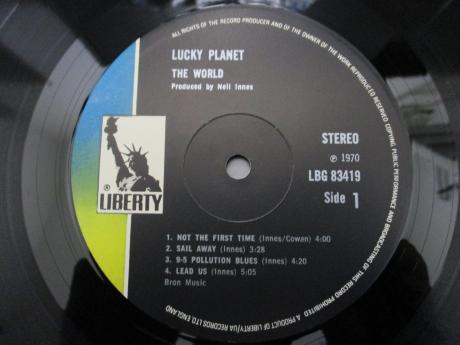 ALL RIGHTS OF THE RECORD PRODUCER AND OF THE OWNER OF THE WORK REPRODUCED RESERVED. COPYING, PUBLIC PERFORMANCE AND BROADCASTING OF THIS RECORD PROHIBITED.
LUCKY PLANET
THE WORLD
Produced by Neil Innes
STEREO
℗ 1970
LBG 83419
Side 1
® LIBERTY
1. NOT THE FIRST TIME (Innes/Cowan) 4:00
2. SAIL AWAY (Innes) 3:28
3. 9-5 POLLUTION BLUES (Innes) 4:20
4. LEAD US (Innes) 5:05
Bron Music
A PRODUCT OF LIBERTY/UA RECORDS LTD. ENGLAND